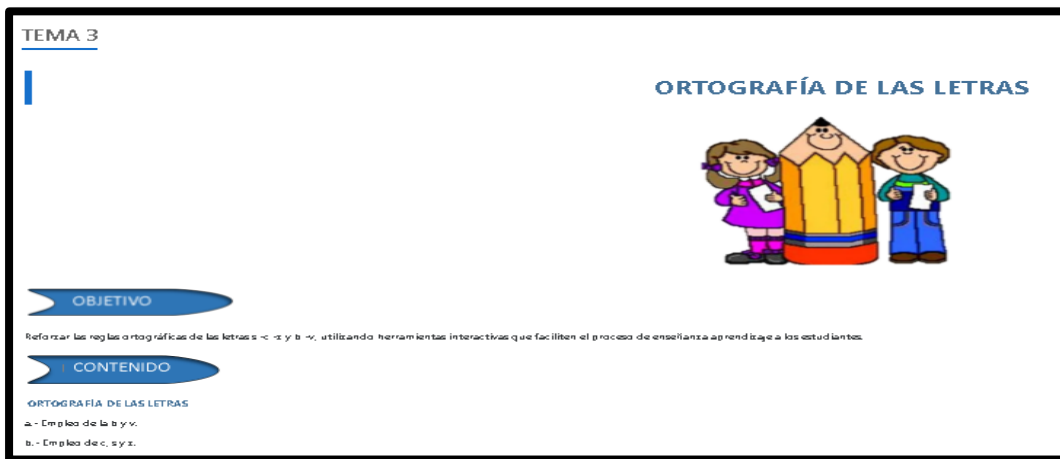 TEMA 3
ORTOGRAFÍA DE LAS LETRAS
OBJETIVO
Reforzar las reglas ortográficas de las letras s -c -z y b -v, utilizando herramientas interactivas que faciliten el proceso de enseñanza aprendizaje a los estudiantes.
CONTENIDO
ORTOGRAFÍA DE LAS LETRAS
a.- Empleo de la b y v.
b.- Empleo de c, s y z.